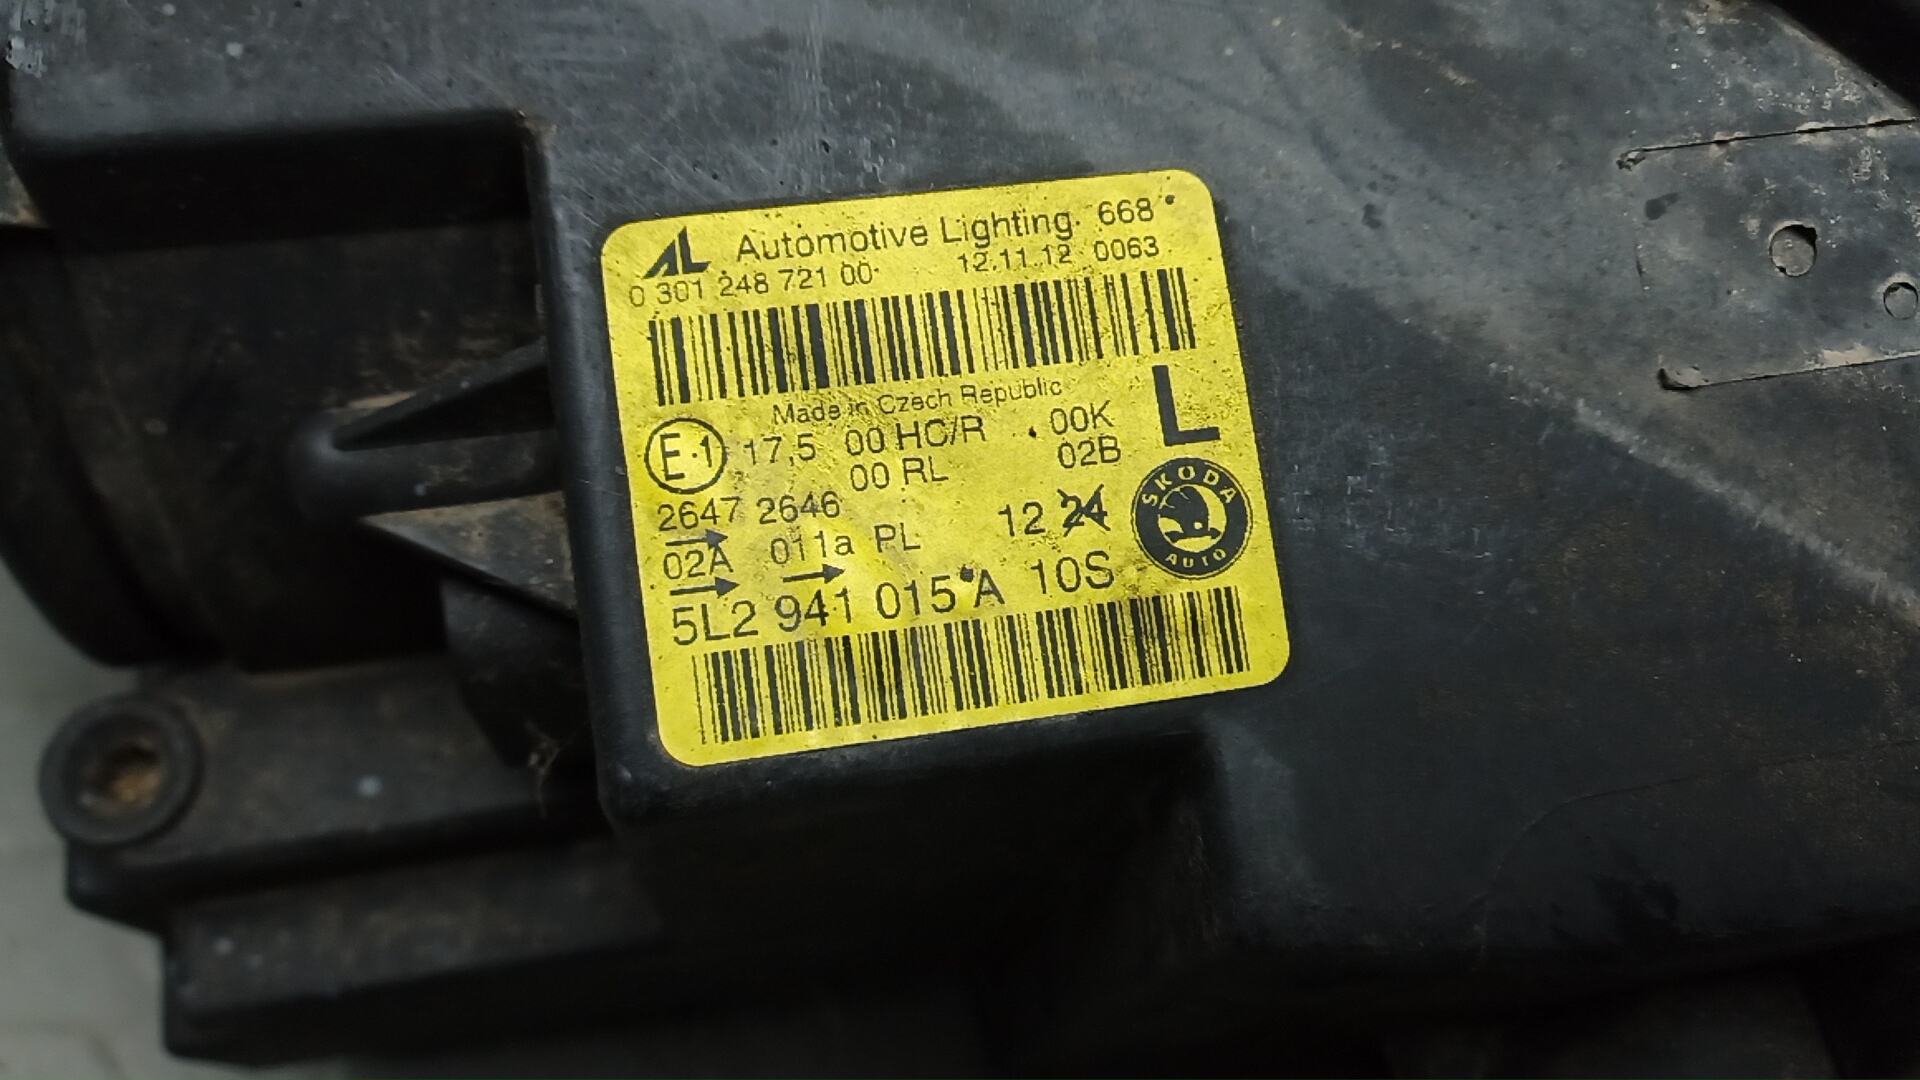 AL Automotive Lighting. 668
0 301 248 721 00 12.11.12 0063
Made in Czech Republic
E1 17,5 00 HC/R 00K L
00 RL 02B
2647 2646
02A 011a PL 12 24
ŠKODA
AUTO
5L2 941 015 A 10S